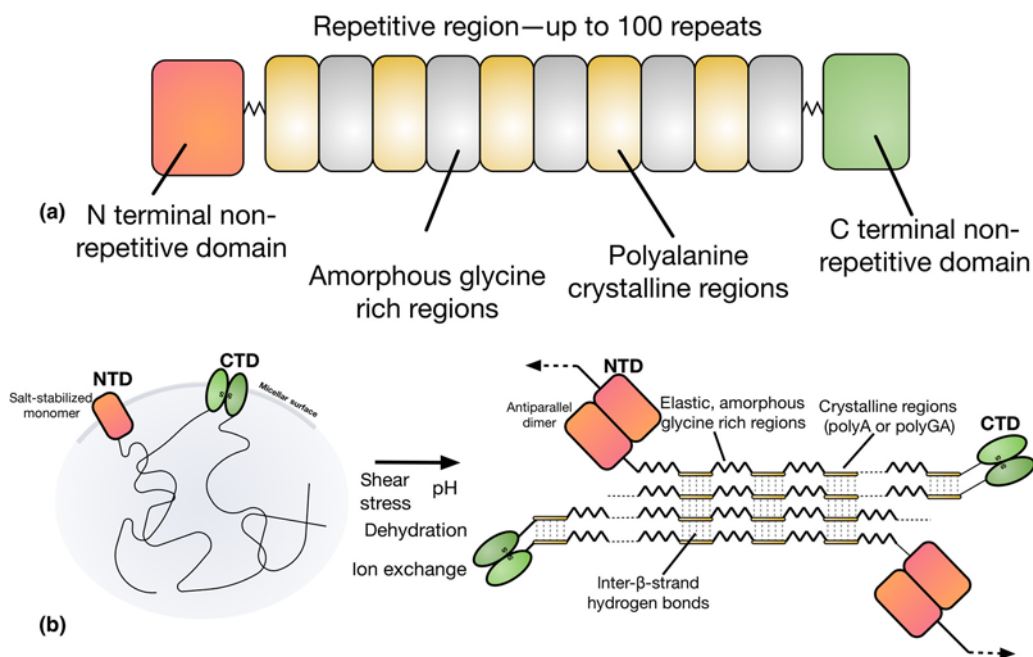 Repetitive region—up to 100 repeats
N terminal non-
repetitive domain
Amorphous glycine
rich regions
Polyalanine
crystalline regions
C terminal non-
repetitive domain
(a)
NTD
CTD
Salt-stabilized
monomer
Micellar surface
S S
Shear
stress
pH
Dehydration
Ion exchange
NTD
Antiparallel
dimer
Elastic, amorphous
glycine rich regions
Crystalline regions
(polyA or polyGA)
CTD
S S
S S
Inter-β-strand
hydrogen bonds
(b)